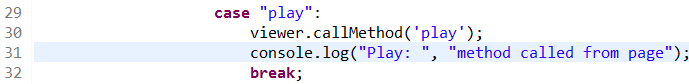 29 case "play":
30 viewer.callMethod('play');
31 console.log("Play: ", "method called from page");
32 break;